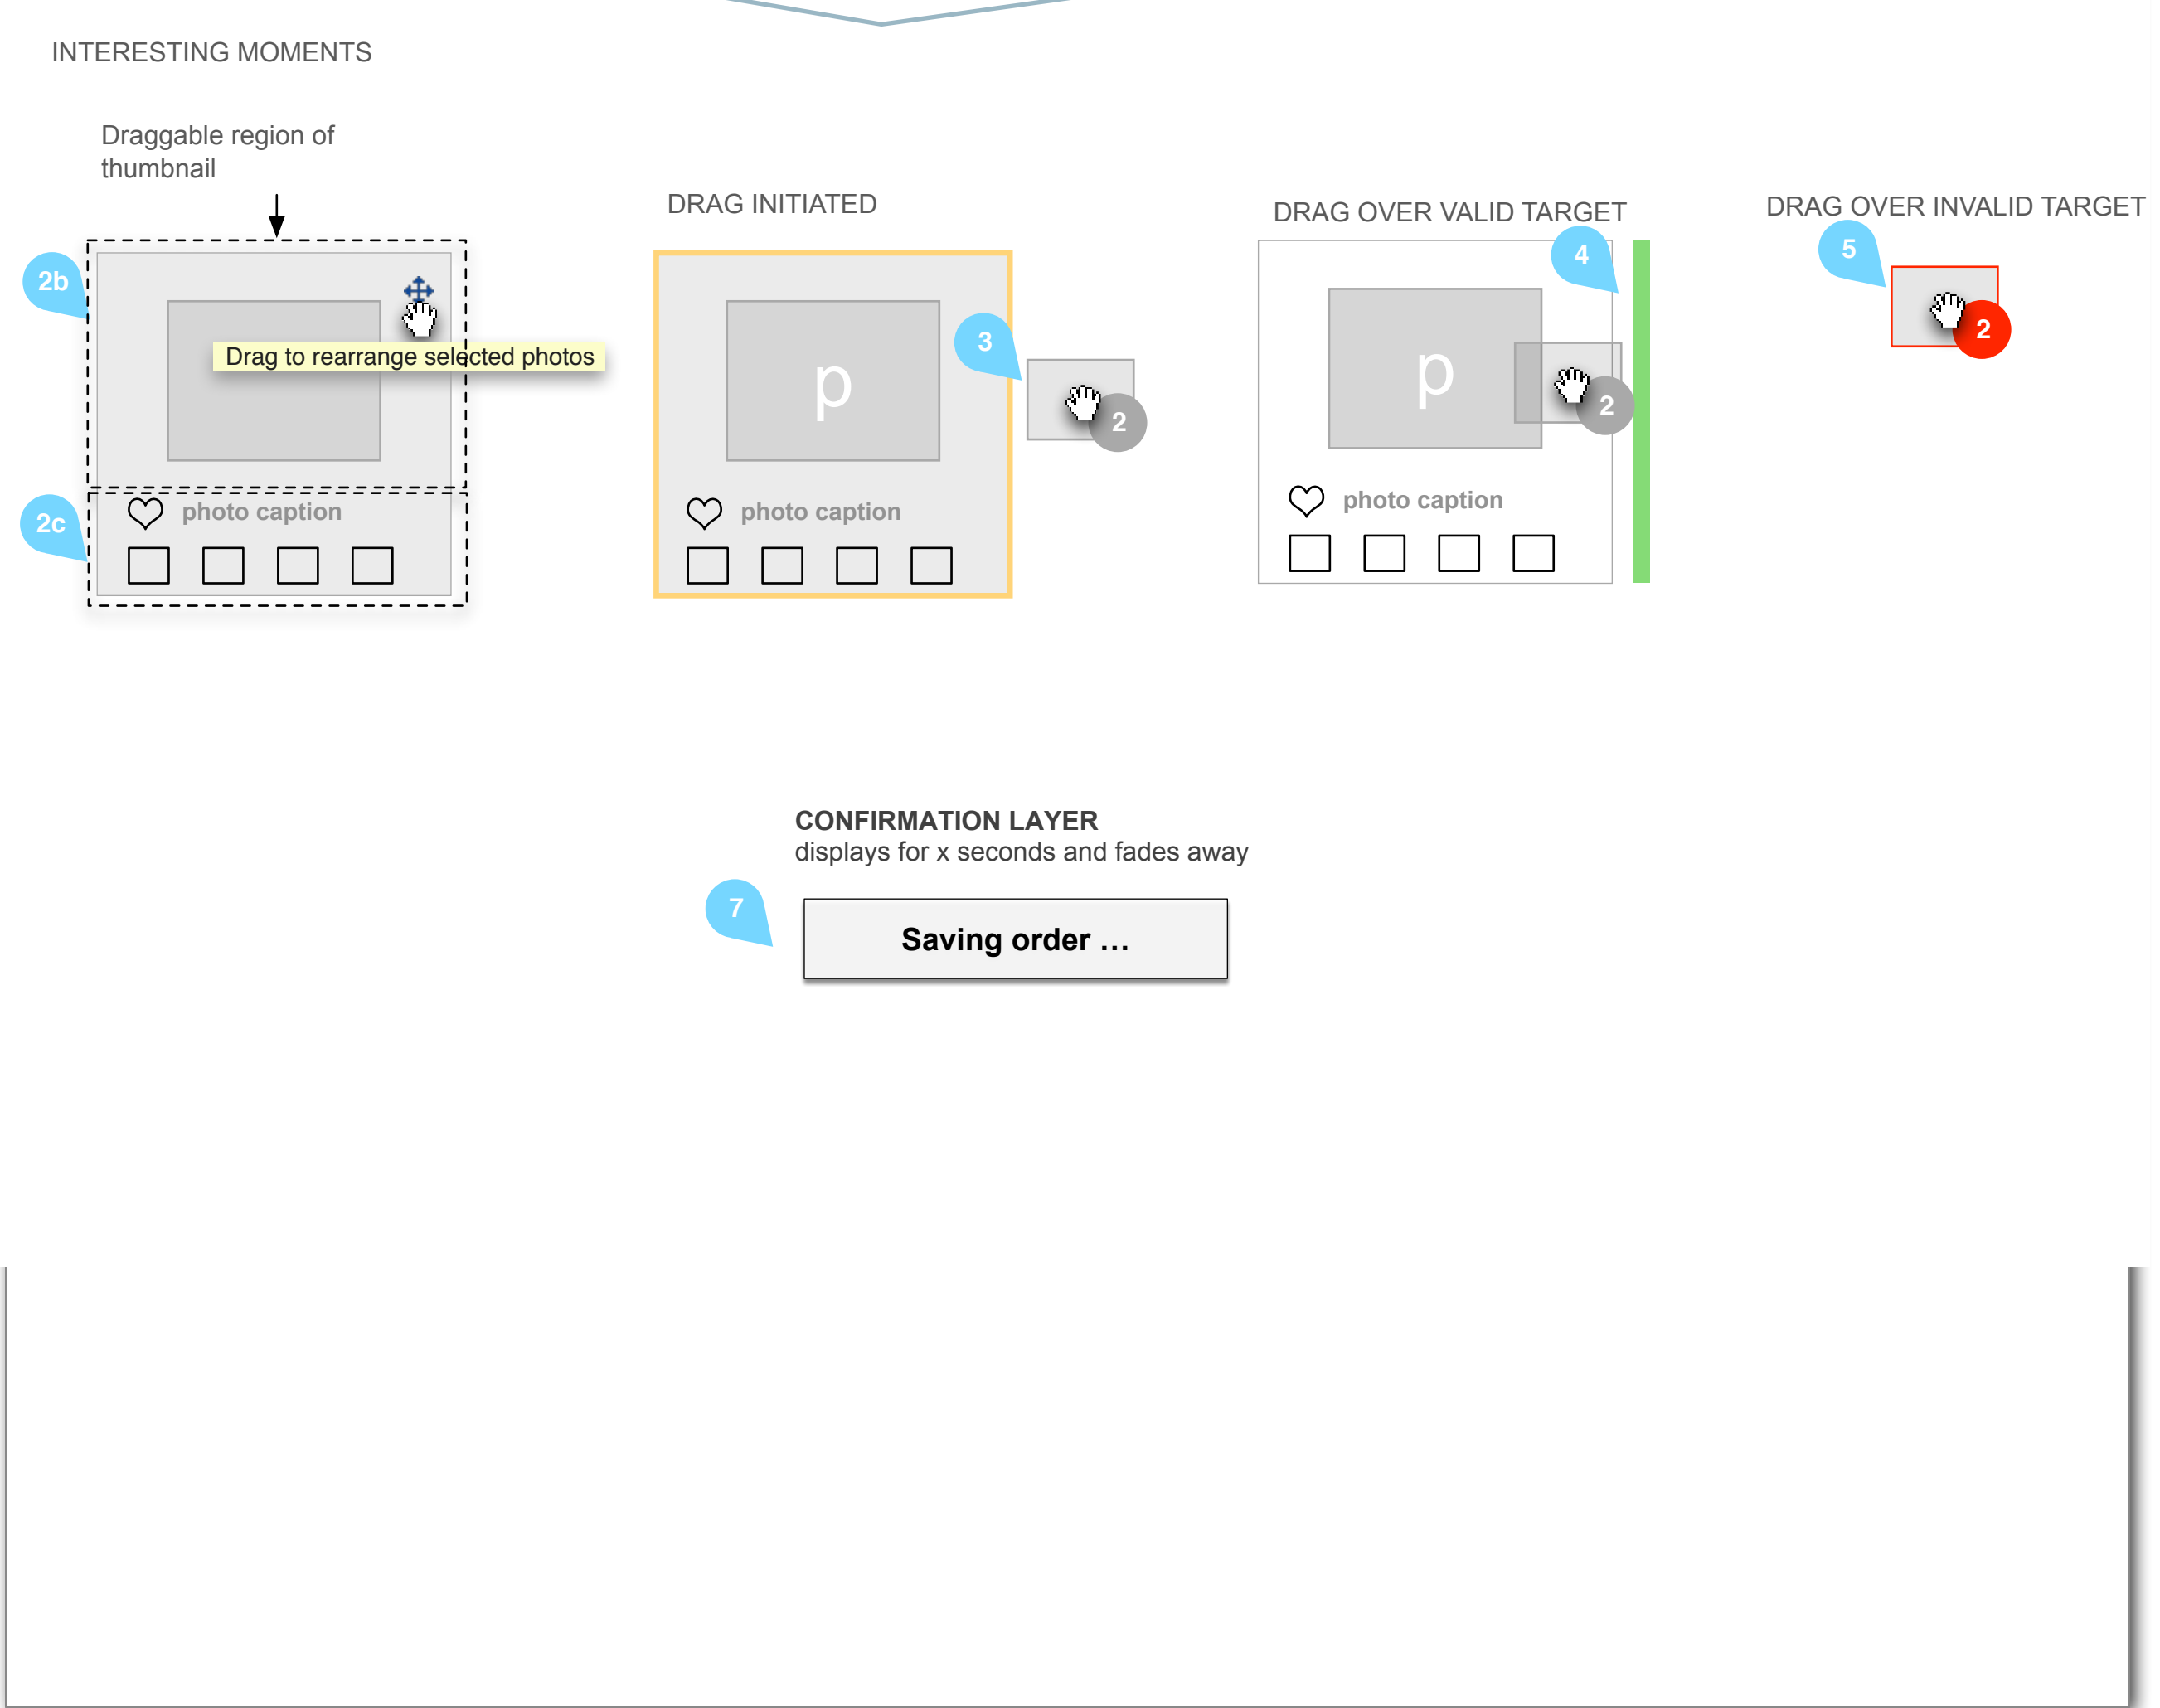 INTERESTING MOMENTS
Draggable region of
thumbnail
2b
Drag to rearrange selected photos
2c
photo caption
DRAG INITIATED
p
3
2
photo caption
DRAG OVER VALID TARGET
4
p
2
photo caption
DRAG OVER INVALID TARGET
5
2
CONFIRMATION LAYER
displays for x seconds and fades away
7
Saving order …